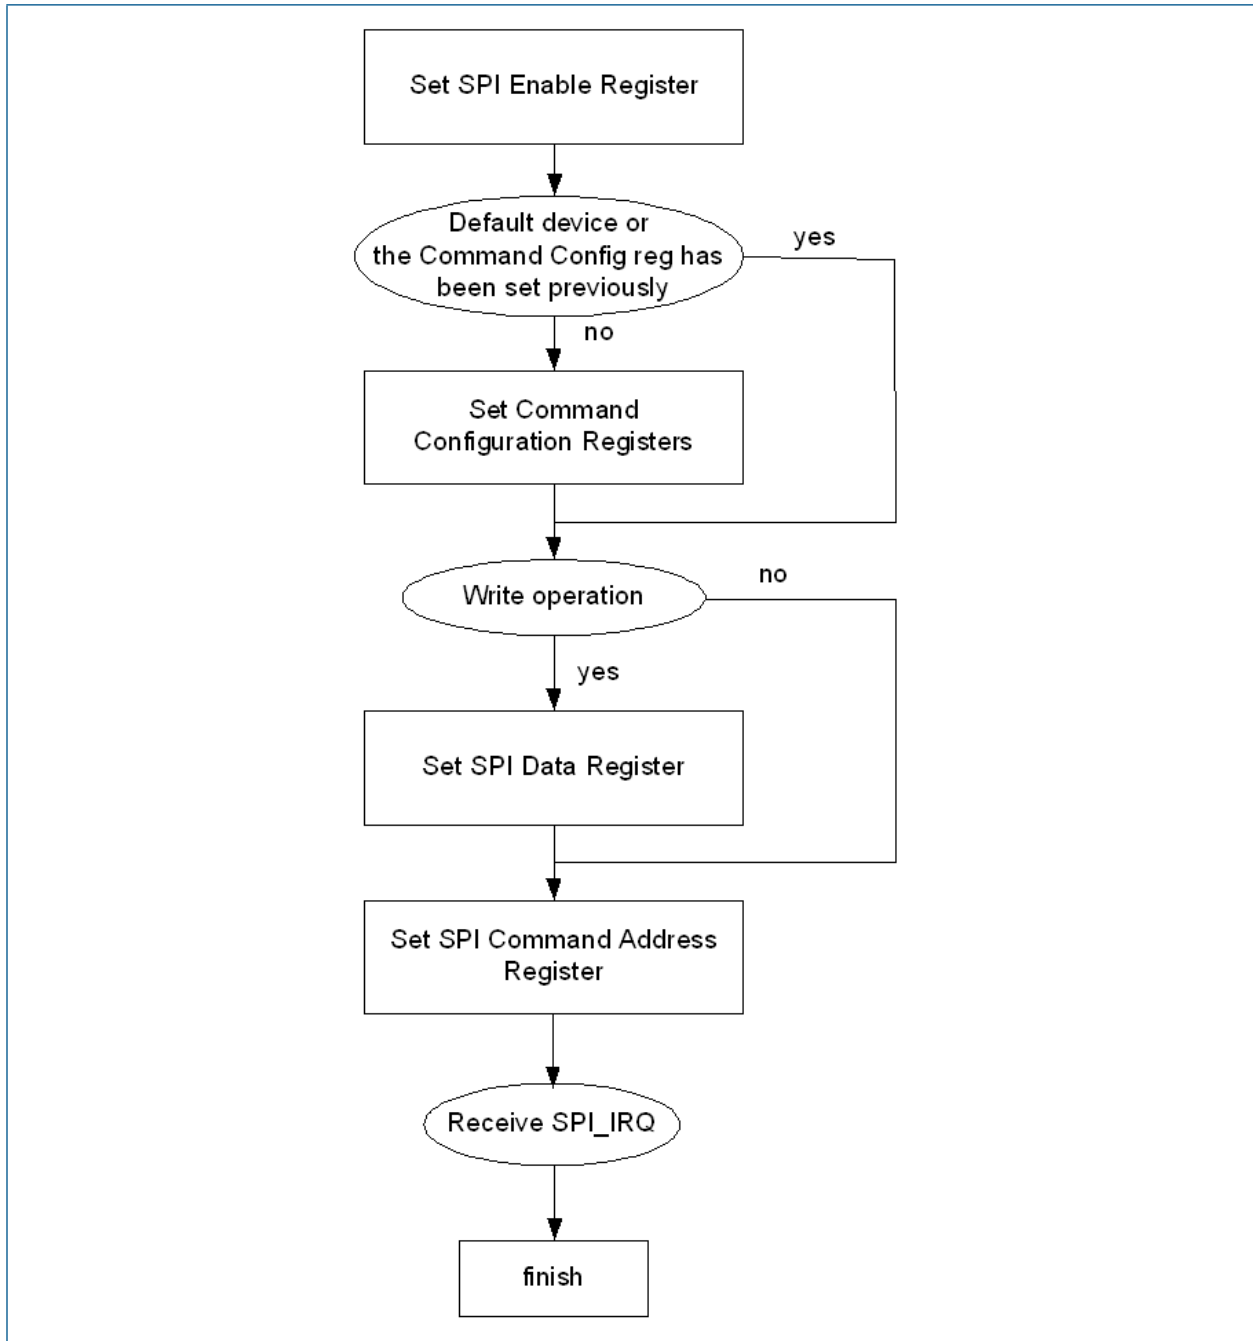 Set SPI Enable Register
Default device or
the Command Config reg has
been set previously
yes
no
Set Command
Configuration Registers
Write operation
no
yes
Set SPI Data Register
Set SPI Command Address
Register
Receive SPI_IRQ
finish